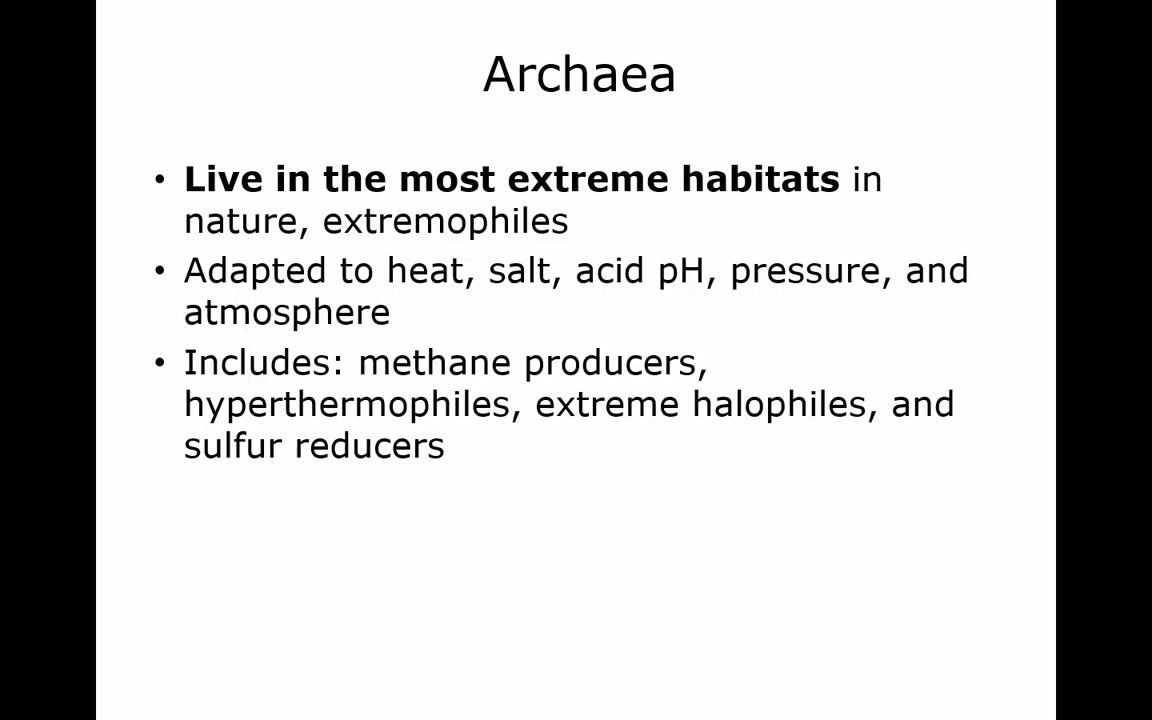 Archaea
• Live in the most extreme habitats in
nature, extremophiles
• Adapted to heat, salt, acid pH, pressure, and
atmosphere
• Includes: methane producers,
hyperthermophiles, extreme halophiles, and
sulfur reducers